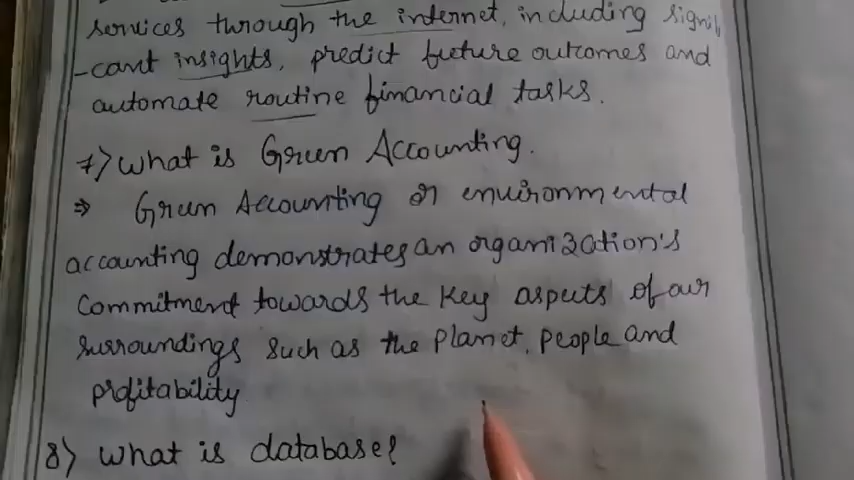 services through the internet, including signifi
-cant insights, predict future outcomes and
automate routine financial tasks.
7) What is Green Accounting.
⇒ Green Accounting or environmental
accounting demonstrates an organization's
Commitment towards the key aspects of our
surroundings such as the planet, people and
profitability
8) What is database?